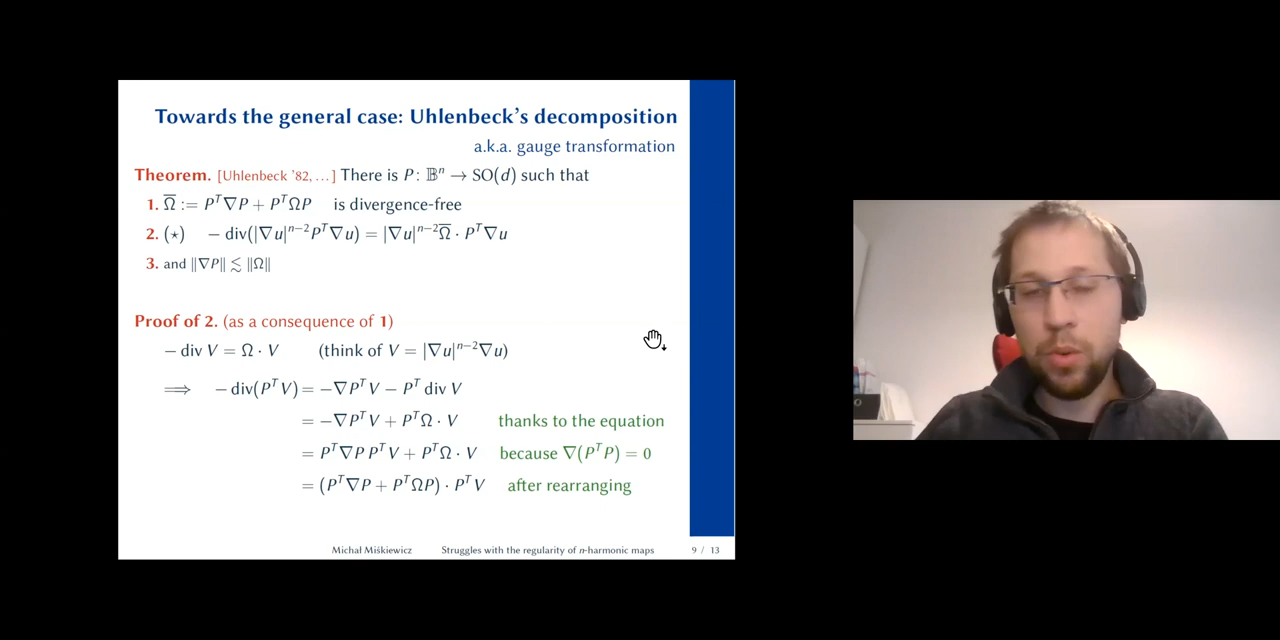 Towards the general case: Uhlenbeck's decomposition
a.k.a. gauge transformation
Theorem. [Uhlenbeck '82, …] There is P: 𝔹ⁿ → SO(d) such that
1. Ω̅ := Pᵀ∇P + PᵀΩP is divergence-free
2. (⋆) − div(|∇u|ⁿ⁻²Pᵀ∇u) = |∇u|ⁿ⁻²Ω̅ · Pᵀ∇u
3. and ‖∇P‖ ≲ ‖Ω‖
Proof of 2. (as a consequence of 1)
− div V = Ω · V (think of V = |∇u|ⁿ⁻²∇u)
⟹ − div(PᵀV) = −∇PᵀV − Pᵀ div V
= −∇PᵀV + PᵀΩ · V thanks to the equation
= Pᵀ∇P PᵀV + PᵀΩ · V because ∇(PᵀP) = 0
= (Pᵀ∇P + PᵀΩP) · PᵀV after rearranging
Michał Miśkiewicz Struggles with the regularity of n-harmonic maps 9 / 13